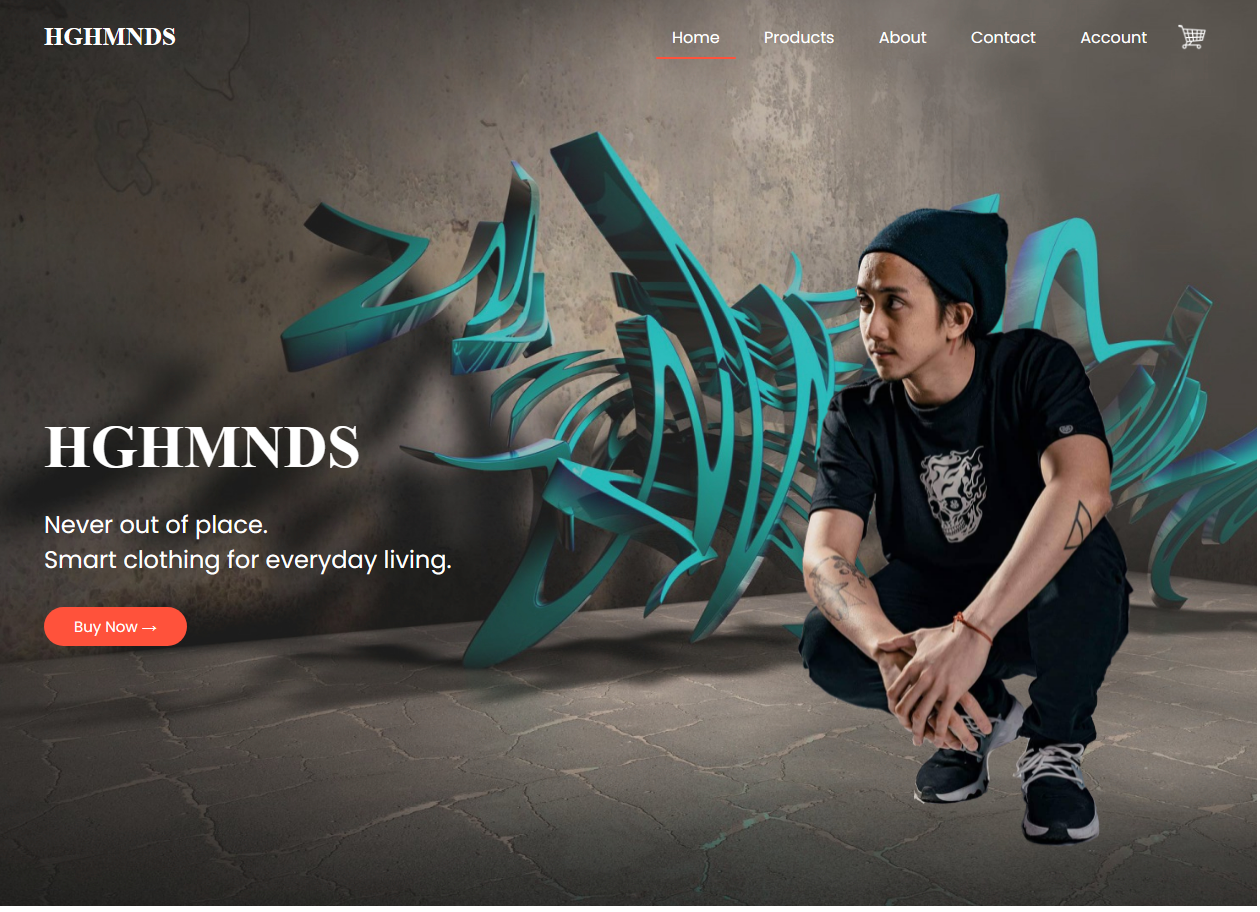 HGHMNDS
Home Products About Contact Account
HGHMNDS
Never out of place.
Smart clothing for everyday living.
Buy Now →